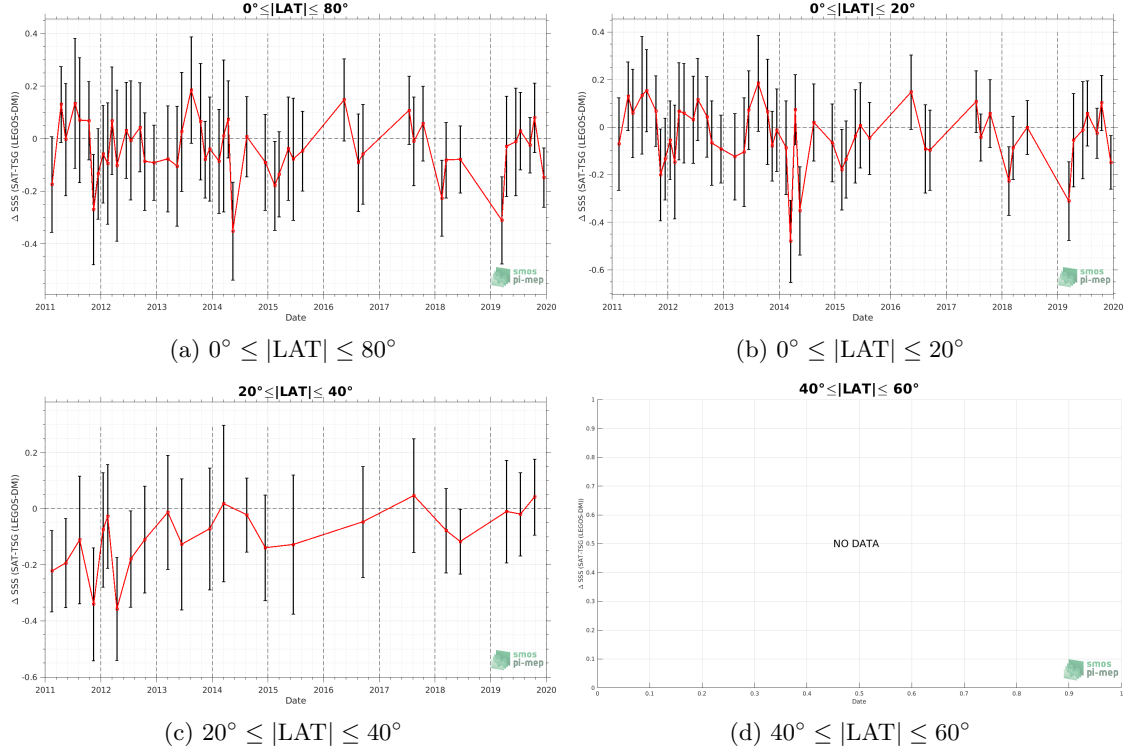 0°≤|LAT|≤ 80°
Δ SSS (SAT-TSG (LEGOS-DM))
0.4
0.2
0
-0.2
-0.4
2011 2012 2013 2014 2015 2016 2017 2018 2019 2020
Date
smos
pi-mep
(a) 0° ≤ |LAT| ≤ 80°
0°≤|LAT|≤ 20°
Δ SSS (SAT-TSG (LEGOS-DM))
0.4
0.2
0
-0.2
-0.4
-0.6
2011 2012 2013 2014 2015 2016 2017 2018 2019 2020
Date
smos
pi-mep
(b) 0° ≤ |LAT| ≤ 20°
20°≤|LAT|≤ 40°
Δ SSS (SAT-TSG (LEGOS-DM))
0.2
0
-0.2
-0.4
-0.6
2011 2012 2013 2014 2015 2016 2017 2018 2019 2020
Date
smos
pi-mep
(c) 20° ≤ |LAT| ≤ 40°
40°≤|LAT|≤ 60°
Δ SSS (SAT-TSG (LEGOS-DM))
1
0.9
0.8
0.7
0.6
0.5
0.4
0.3
0.2
0.1
0
NO DATA
0 0.1 0.2 0.3 0.4 0.5 0.6 0.7 0.8 0.9 1
Date
smos
pi-mep
(d) 40° ≤ |LAT| ≤ 60°